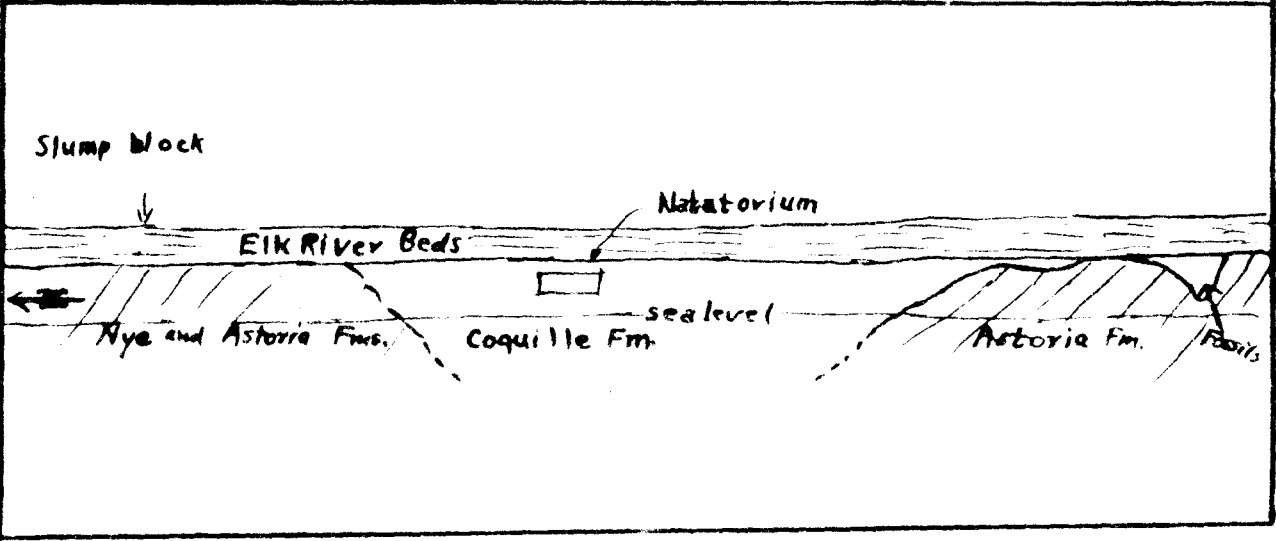 Slump block
Natatorium
Elk River Beds
sea level
Nye and Astoria Fms.
Coquille Fm.
Astoria Fm.
Fossils